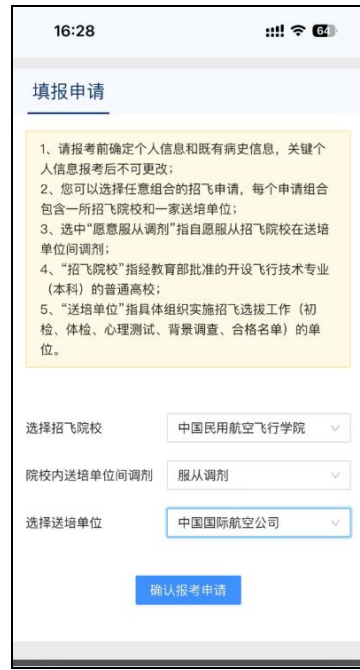 16:28
64
填报申请
1、请报考前确定个人信息和既有病史信息，关键个
人信息报考后不可更改；
2、您可以选择任意组合的招飞申请，每个申请组合
包含一所招飞院校和一家送培单位；
3、选中“愿意服从调剂”指自愿服从招飞院校在送培
单位间调剂；
4、“招飞院校”指经教育部批准的开设飞行技术专业
（本科）的普通高校；
5、“送培单位”指具体组织实施招飞选拔工作（初
检、体检、心理测试、背景调查、合格名单）的单
位。
选择招飞院校 中国民用航空飞行学院
院校内送培单位间调剂 服从调剂
选择送培单位 中国国际航空公司
确认报考申请